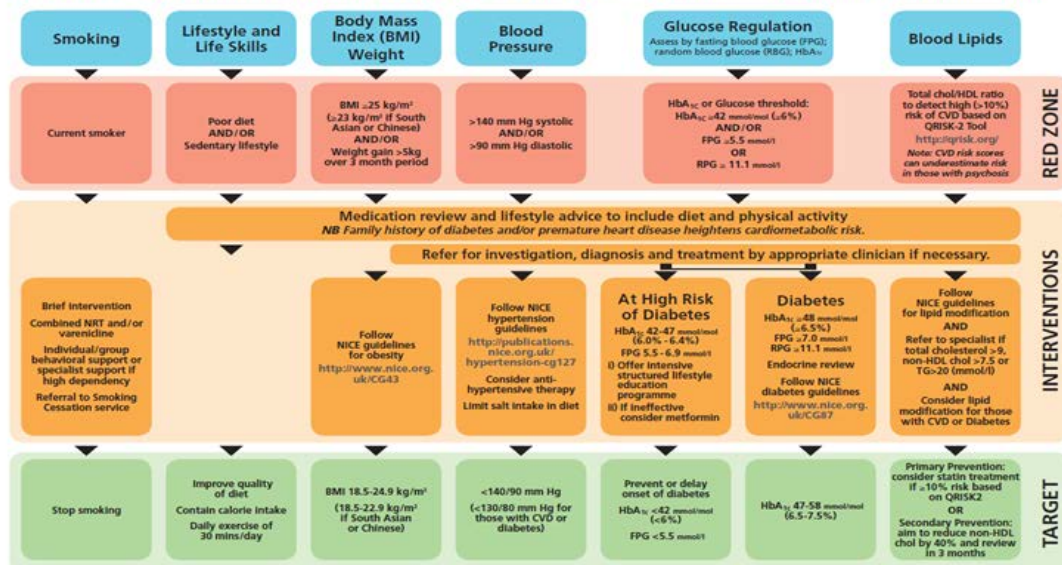 Smoking
Lifestyle and
Life Skills
Body Mass
Index (BMI)
Weight
Blood
Pressure
Glucose Regulation
Assess by fasting blood glucose (FPG);
random blood glucose (RBG); HbA1c
Blood Lipids
Current smoker
Poor diet
AND/OR
Sedentary lifestyle
BMI ≥25 kg/m²
(≥23 kg/m² if South
Asian or Chinese)
AND/OR
Weight gain >5kg
over 3 month period
>140 mm Hg systolic
AND/OR
>90 mm Hg diastolic
HbA1C or Glucose threshold:
HbA1C ≥42 mmol/mol (≥6%)
AND/OR
FPG ≥5.5 mmol/l
OR
RPG ≥ 11.1 mmol/l
Total chol/HDL ratio
to detect high (>10%)
risk of CVD based on
QRISK-2 Tool
http://qrisk.org/
Note: CVD risk scores
can underestimate risk
in those with psychosis
RED ZONE
Medication review and lifestyle advice to include diet and physical activity
NB Family history of diabetes and/or premature heart disease heightens cardiometabolic risk.
Refer for investigation, diagnosis and treatment by appropriate clinician if necessary.
Brief intervention
Combined NRT and/or
varenicline
Individual/group
behavioral support or
specialist support if
high dependency
Referral to Smoking
Cessation service
Follow
NICE guidelines
for obesity
http://www.nice.org.
uk/CG43
Follow NICE
hypertension
guidelines
http://publications.
nice.org.uk/
hypertension-cg127
Consider anti-
hypertensive therapy
Limit salt intake in diet
At High Risk
of Diabetes
HbA1C 42-47 mmol/mol
(6.0% - 6.4%)
FPG 5.5 - 6.9 mmol/l
i) Offer intensive
structured lifestyle
education
programme
ii) If ineffective
consider metformin
Diabetes
HbA1C ≥48 mmol/mol
(≥6.5%)
FPG ≥7.0 mmol/l
RPG ≥11.1 mmol/l
Endocrine review
Follow NICE
diabetes guidelines
http://www.nice.org.
uk/CG87
Follow
NICE guidelines
for lipid modification
AND
Refer to specialist if
total cholesterol >9,
non-HDL chol >7.5 or
TG>20 (mmol/l)
AND
Consider lipid
modification for those
with CVD or Diabetes
INTERVENTIONS
Stop smoking
Improve quality
of diet
Contain calorie intake
Daily exercise of
30 mins/day
BMI 18.5-24.9 kg/m²
(18.5-22.9 kg/m²
if South Asian
or Chinese)
<140/90 mm Hg
(<130/80 mm Hg for
those with CVD or
diabetes)
Prevent or delay
onset of diabetes
HbA1c <42 mmol/mol
(<6%)
FPG <5.5 mmol/l
HbA1c 47-58 mmol/mol
(6.5-7.5%)
Primary Prevention:
consider statin treatment
if ≥10% risk based
on QRISK2
OR
Secondary Prevention:
aim to reduce non-HDL
chol by 40% and review
in 3 months
TARGET